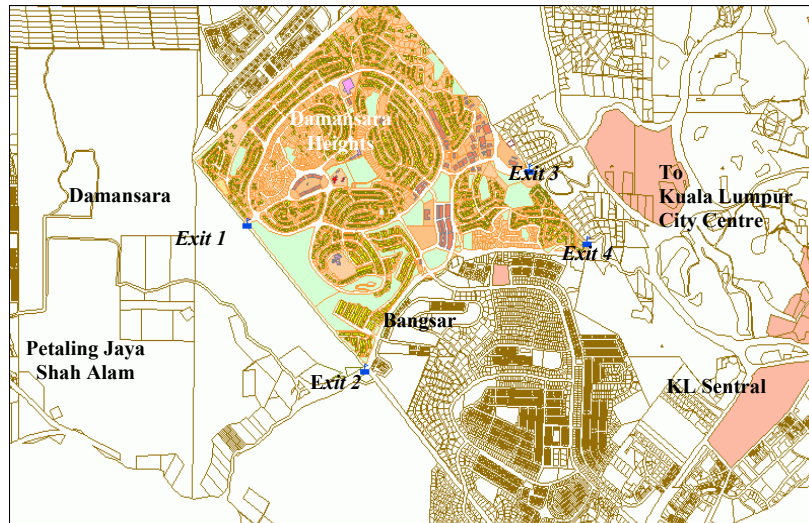 Damansara
Heights
Exit 3
To
Kuala Lumpur
City Centre
Damansara
Exit 1
Exit 4
Bangsar
Petaling Jaya
Shah Alam
Exit 2
KL Sentral